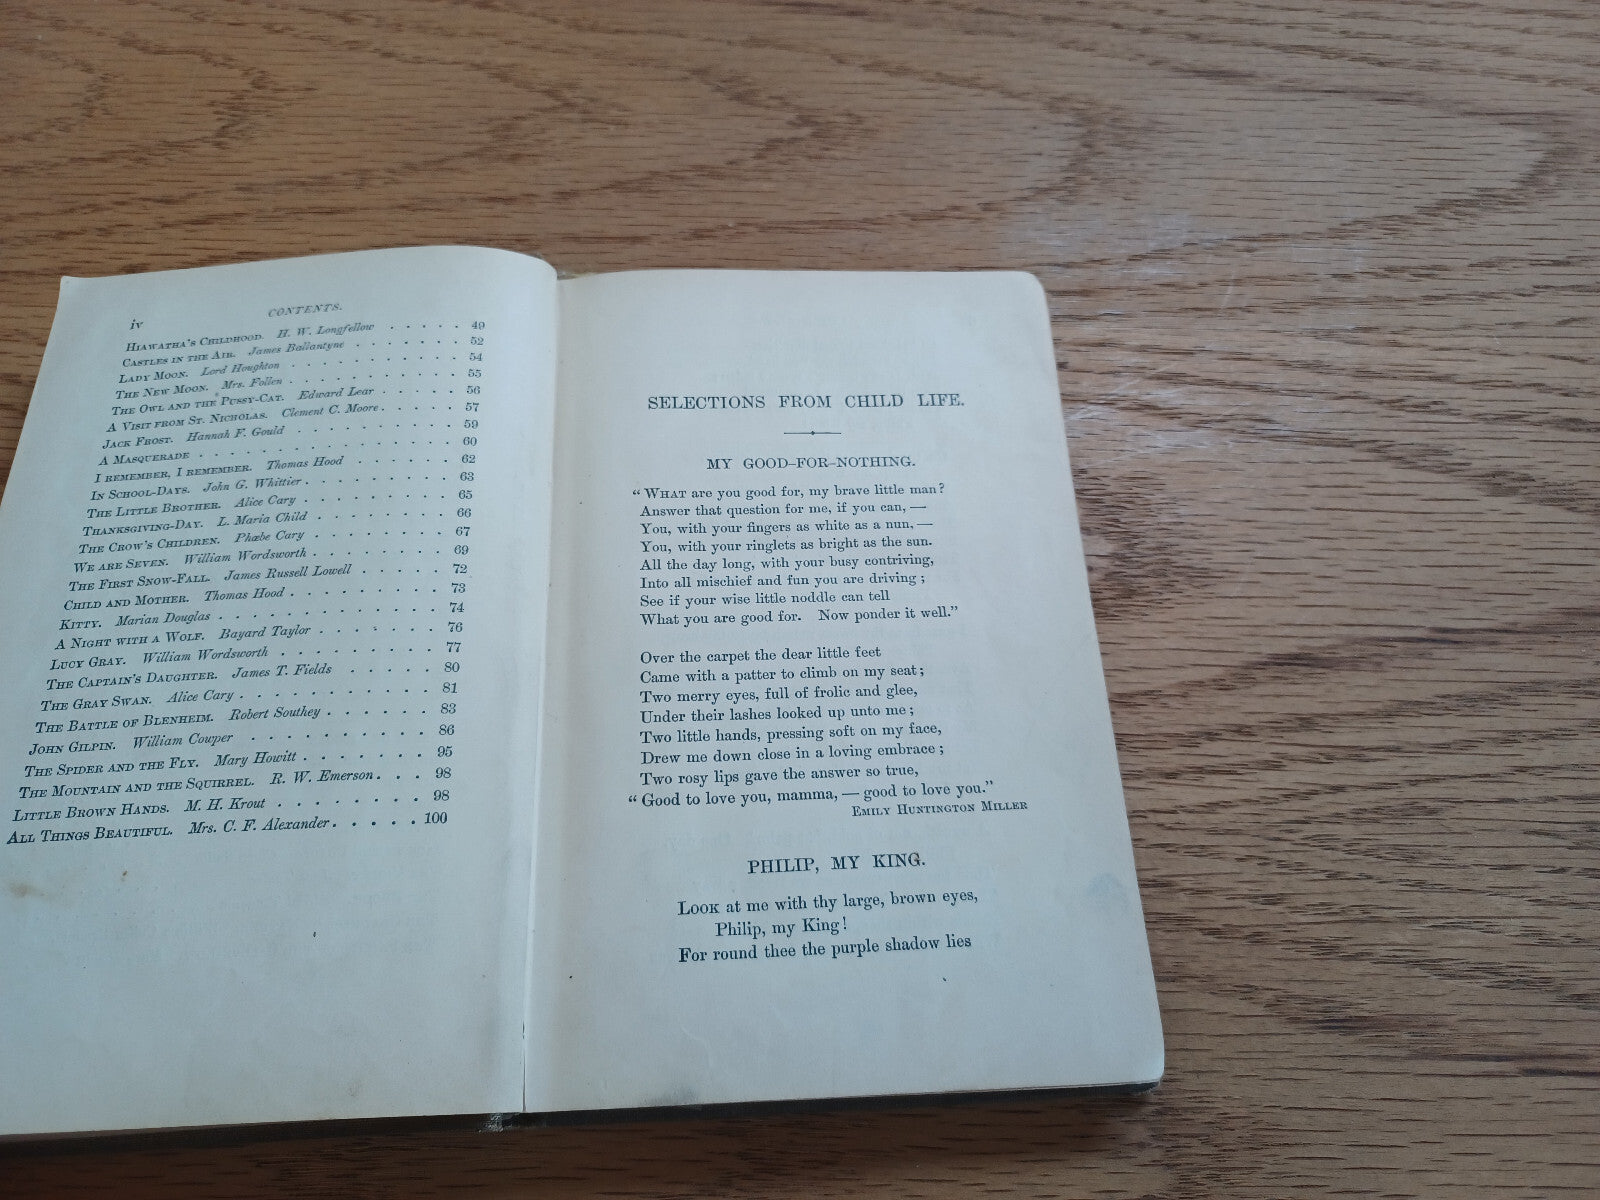 iv CONTENTS.
HIAWATHA'S CHILDHOOD. H. W. Longfellow . . . . . 49
CASTLES IN THE AIR. James Ballantyne . . . . . . . 52
LADY MOON. Lord Houghton . . . . . . . . . . . 54
THE NEW MOON. Mrs. Follen . . . . . . . . . . . 55
THE OWL AND THE PUSSY-CAT. Edward Lear . . . . . 56
A VISIT FROM ST. NICHOLAS. Clement C. Moore . . . . . 57
JACK FROST. Hannah F. Gould . . . . . . . . . . 59
A MASQUERADE . . . . . . . . . . . . . . . 60
I REMEMBER, I REMEMBER. Thomas Hood . . . . . . 62
IN SCHOOL-DAYS. John G. Whittier . . . . . . . . . 63
THE LITTLE BROTHER. Alice Cary . . . . . . . . . 65
THANKSGIVING-DAY. L. Maria Child . . . . . . . . 66
THE CROW'S CHILDREN. Phœbe Cary . . . . . . . . 67
WE ARE SEVEN. William Wordsworth . . . . . . . . 69
THE FIRST SNOW-FALL. James Russell Lowell . . . . . 72
CHILD AND MOTHER. Thomas Hood . . . . . . . . . 73
KITTY. Marian Douglas . . . . . . . . . . . . 74
A NIGHT WITH A WOLF. Bayard Taylor . . . . . . . 76
LUCY GRAY. William Wordsworth . . . . . . . . . 77
THE CAPTAIN'S DAUGHTER. James T. Fields . . . . . . 80
THE GRAY SWAN. Alice Cary . . . . . . . . . . . 81
THE BATTLE OF BLENHEIM. Robert Southey . . . . . . 83
JOHN GILPIN. William Cowper . . . . . . . . . . 86
THE SPIDER AND THE FLY. Mary Howitt . . . . . . . 95
THE MOUNTAIN AND THE SQUIRREL. R. W. Emerson . . . 98
LITTLE BROWN HANDS. M. H. Krout . . . . . . . . 98
ALL THINGS BEAUTIFUL. Mrs. C. F. Alexander . . . . . 100
SELECTIONS FROM CHILD LIFE.
MY GOOD-FOR-NOTHING.
“WHAT are you good for, my brave little man?
Answer that question for me, if you can, —
You, with your fingers as white as a nun, —
You, with your ringlets as bright as the sun.
All the day long, with your busy contriving,
Into all mischief and fun you are driving;
See if your wise little noddle can tell
What you are good for. Now ponder it well.”
Over the carpet the dear little feet
Came with a patter to climb on my seat;
Two merry eyes, full of frolic and glee,
Under their lashes looked up unto me;
Two little hands, pressing soft on my face,
Drew me down close in a loving embrace;
Two rosy lips gave the answer so true,
“Good to love you, mamma, — good to love you.”
EMILY HUNTINGTON MILLER
PHILIP, MY KING.
LOOK at me with thy large, brown eyes,
Philip, my King!
For round thee the purple shadow lies